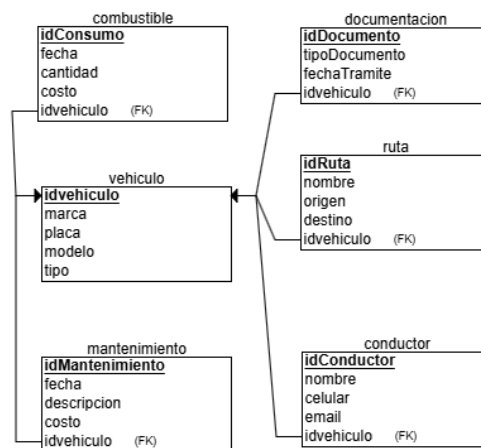 combustible
idConsumo
fecha
cantidad
costo
idvehiculo (FK)
documentacion
idDocumento
tipoDocumento
fechaTramite
idvehiculo (FK)
vehiculo
idvehiculo
marca
placa
modelo
tipo
ruta
idRuta
nombre
origen
destino
idvehiculo (FK)
mantenimiento
idMantenimiento
fecha
descripcion
costo
idvehiculo (FK)
conductor
idConductor
nombre
celular
email
idvehiculo (FK)